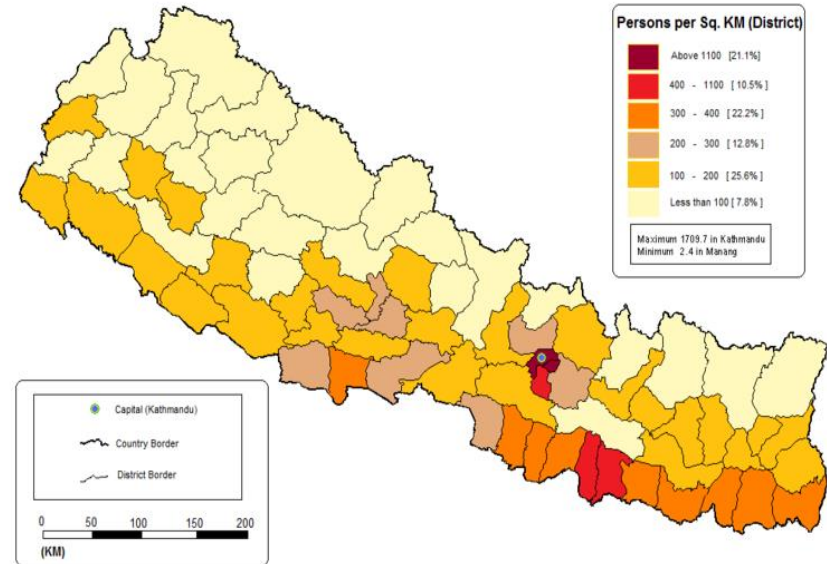 Persons per Sq. KM (District)
Above 1100 [21.1%]
400 - 1100 [ 10.5%]
300 - 400 [ 22.2%]
200 - 300 [ 12.8%]
100 - 200 [25.6%]
Less than 100 [ 7.8%]
Maximum 1709.7 in Kathmandu
Minimum 2.4 in Manang
Capital (Kathmandu)
Country Border
District Border
0 50 100 150 200
(KM)